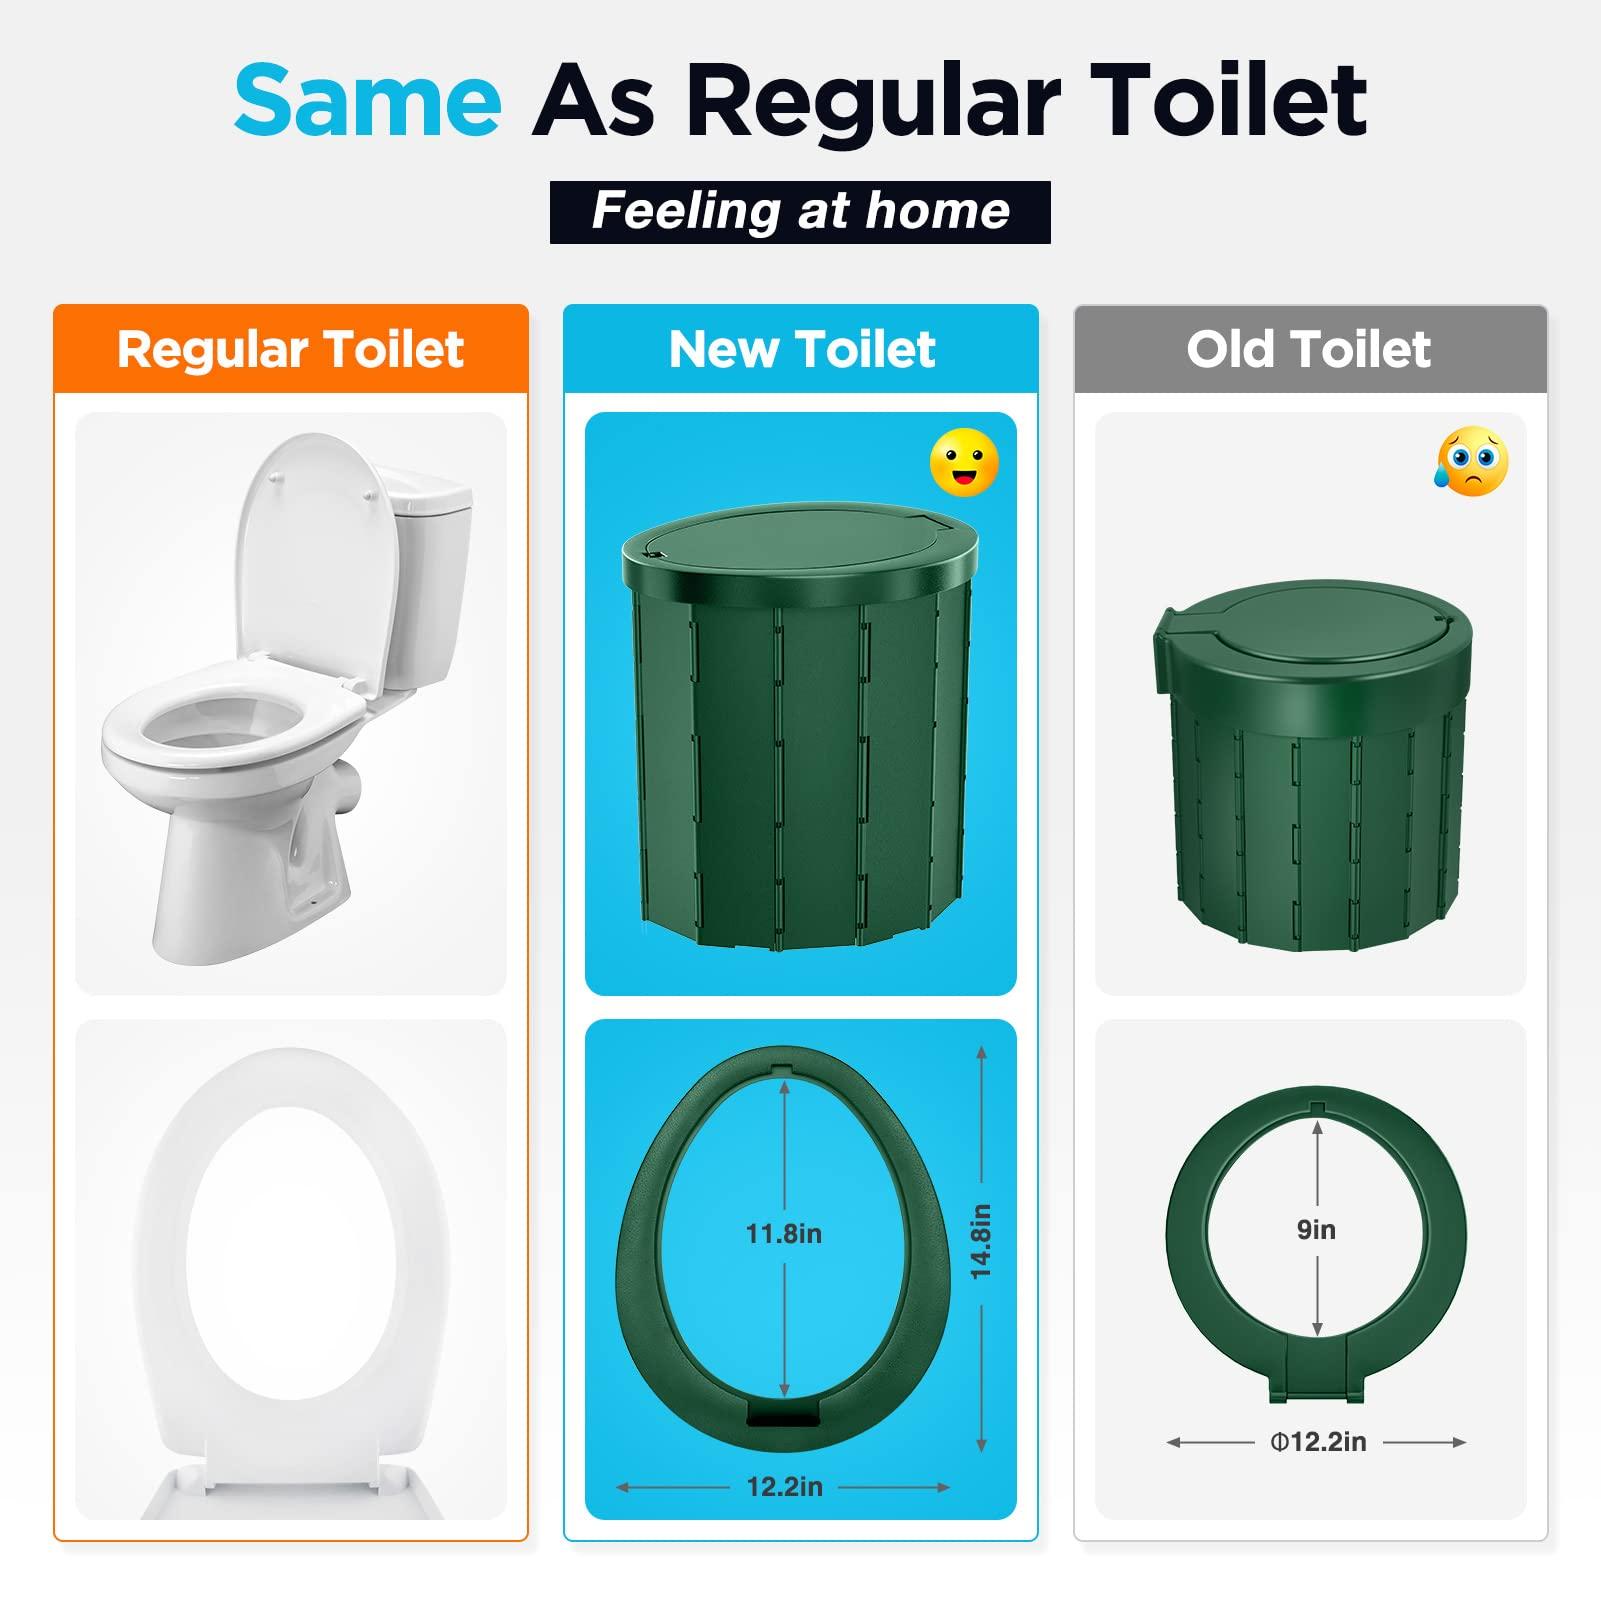 Same As Regular Toilet
Feeling at home
Regular Toilet
New Toilet
Old Toilet
11.8in
14.8in
12.2in
9in
Φ12.2in